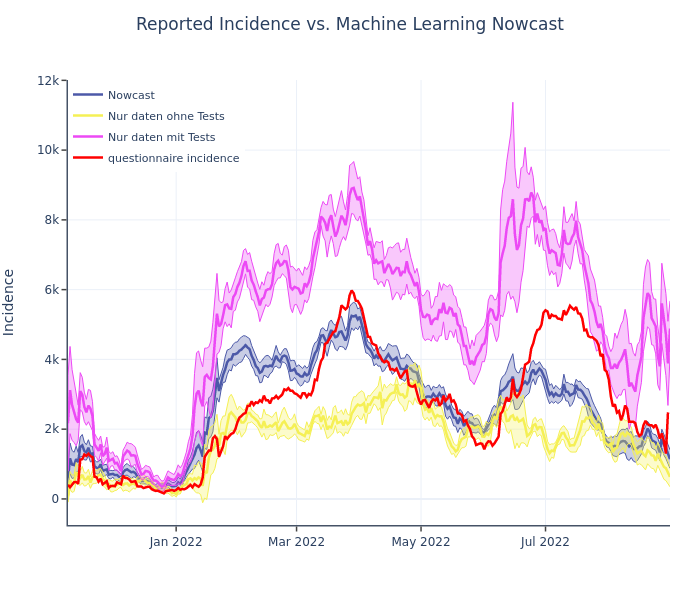 Reported Incidence vs. Machine Learning Nowcast
12k
10k
8k
6k
4k
2k
0
Incidence
Nowcast
Nur daten ohne Tests
Nur daten mit Tests
questionnaire incidence
Jan 2022
Mar 2022
May 2022
Jul 2022